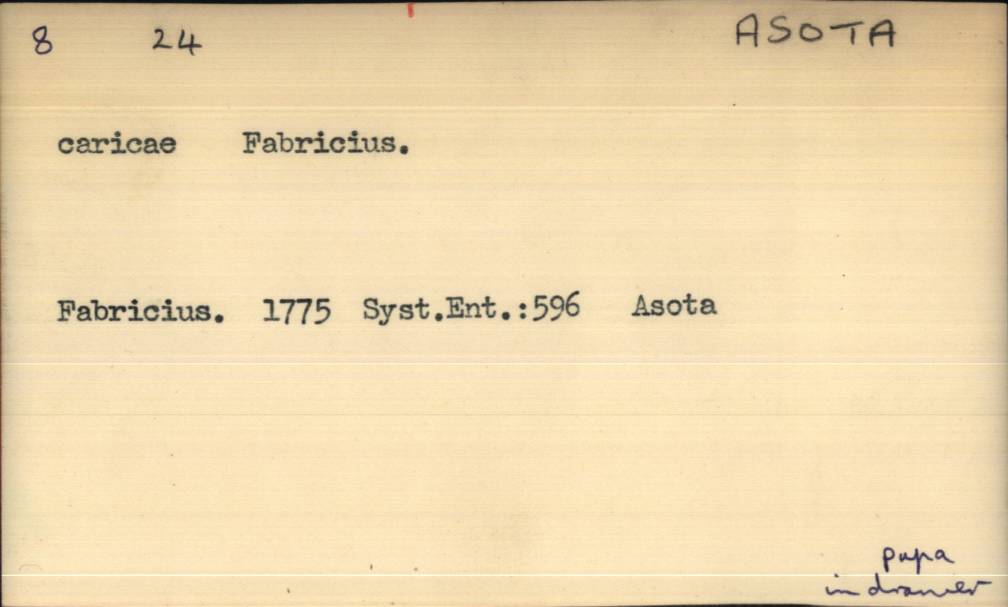 8 24 ASOTA
caricae Fabricius.
Fabricius. 1775 Syst.Ent.:596 Asota
pupa
in drawer